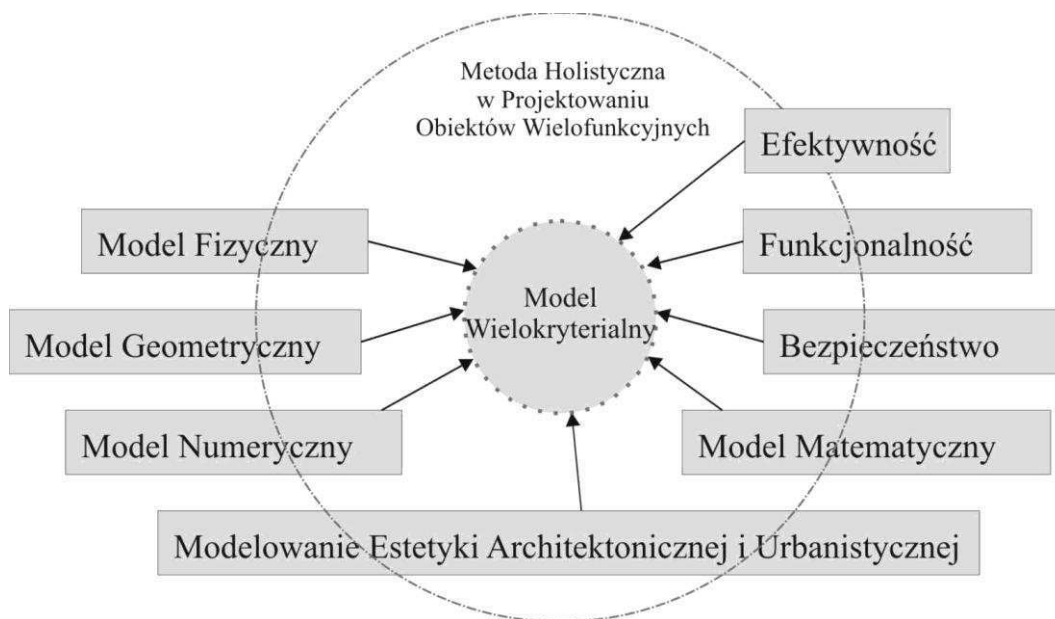 Metoda Holistyczna
w Projektowaniu
Obiektów Wielofunkcyjnych
Efektywność
Model Fizyczny
Funkcjonalność
Model
Wielokryterialny
Model Geometryczny
Bezpieczeństwo
Model Numeryczny
Model Matematyczny
Modelowanie Estetyki Architektonicznej i Urbanistycznej